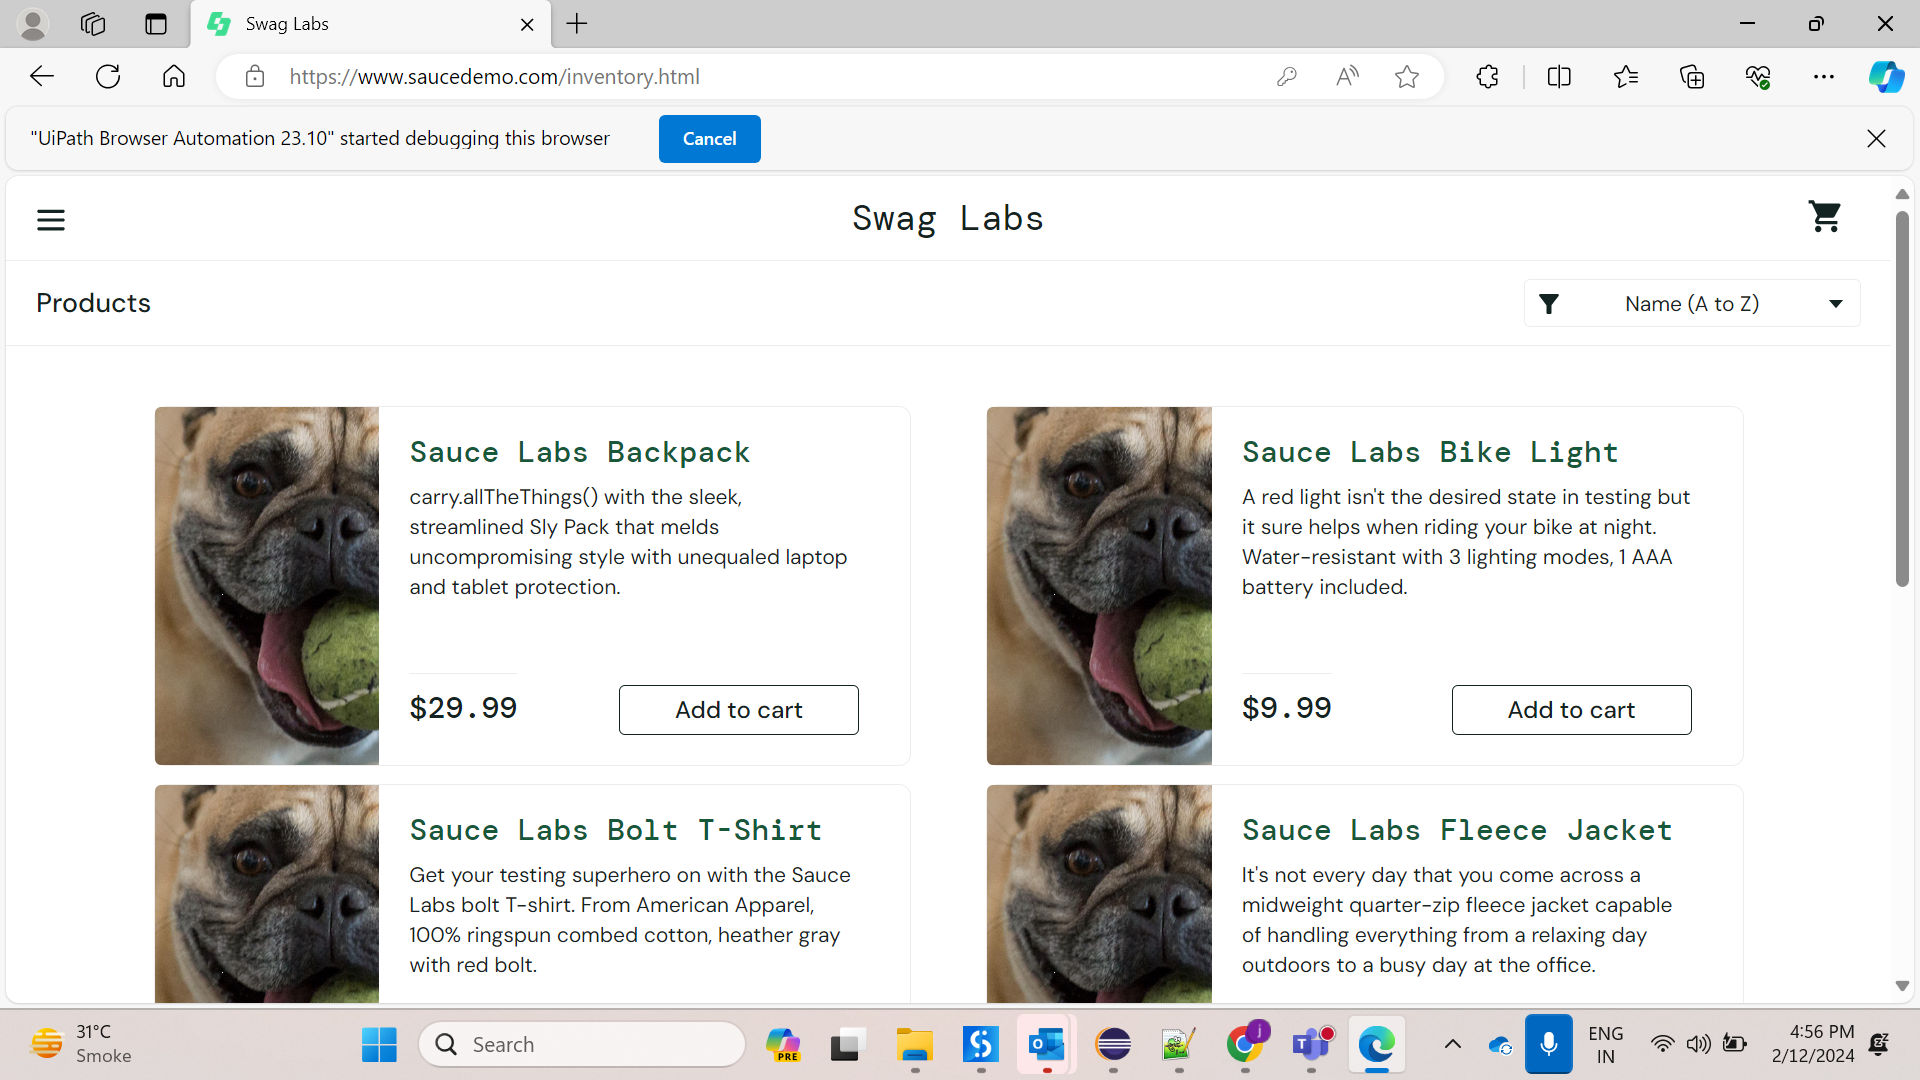 Swag Labs
https://www.saucedemo.com/inventory.html
"UiPath Browser Automation 23.10" started debugging this browser
Cancel
Swag Labs
Products
Name (A to Z)
Sauce Labs Backpack
carry.allTheThings() with the sleek,
streamlined Sly Pack that melds
uncompromising style with unequaled laptop
and tablet protection.
$29.99
Add to cart
Sauce Labs Bike Light
A red light isn't the desired state in testing but
it sure helps when riding your bike at night.
Water-resistant with 3 lighting modes, 1 AAA
battery included.
$9.99
Add to cart
Sauce Labs Bolt T-Shirt
Get your testing superhero on with the Sauce
Labs bolt T-shirt. From American Apparel,
100% ringspun combed cotton, heather gray
with red bolt.
Sauce Labs Fleece Jacket
It's not every day that you come across a
midweight quarter-zip fleece jacket capable
of handling everything from a relaxing day
outdoors to a busy day at the office.
31°C
Smoke
Search
PRE
j
ENG
IN
4:56 PM
2/12/2024